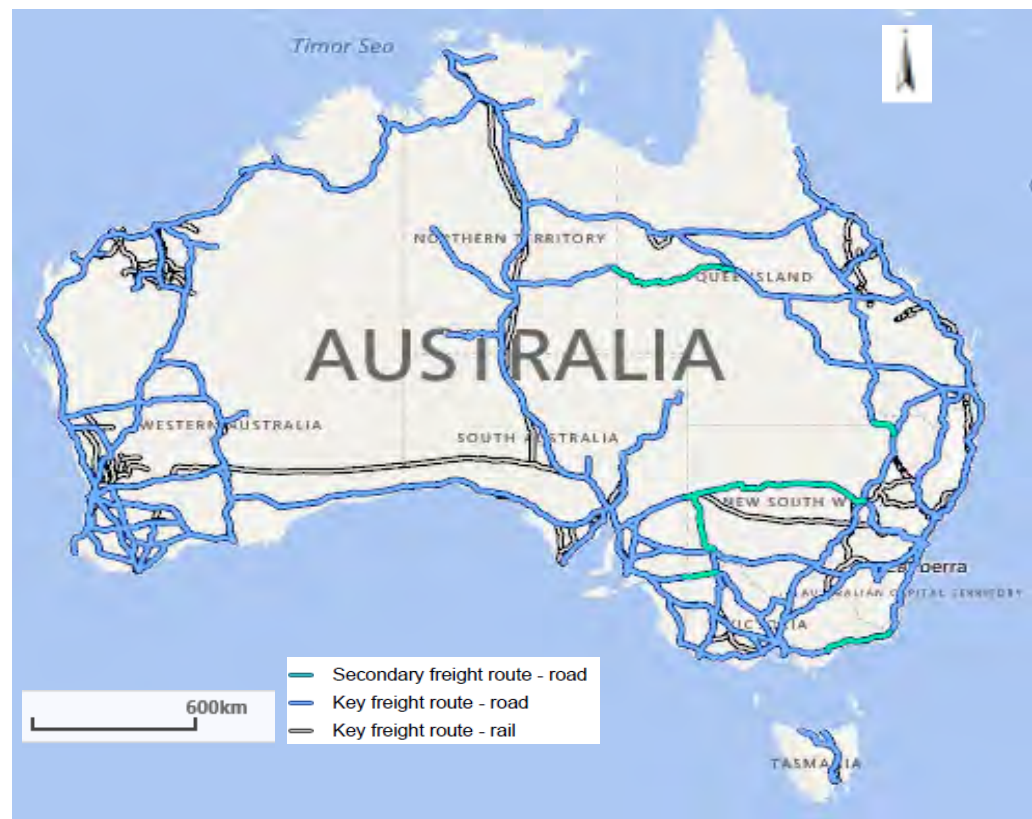 Timor Sea
NORTHERN TERRITORY
QUEENSLAND
AUSTRALIA
WESTERN AUSTRALIA
SOUTH AUSTRALIA
NEW SOUTH W
Canberra
AUSTRALIAN CAPITAL TERRITORY
VICTORIA
Secondary freight route - road
600km
Key freight route - road
Key freight route - rail
TASMANIA